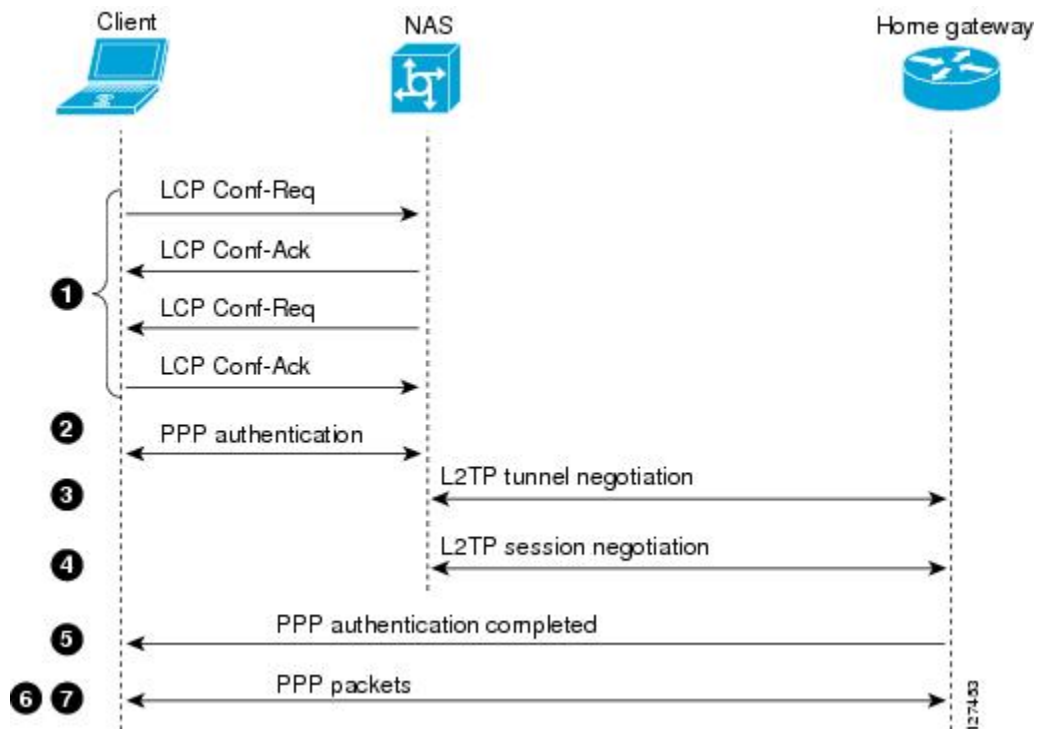 Client
NAS
Home gateway
LCP Conf-Req
LCP Conf-Ack
1
LCP Conf-Req
LCP Conf-Ack
2
PPP authentication
3
L2TP tunnel negotiation
4
L2TP session negotiation
5
PPP authentication completed
6 7
PPP packets
127453